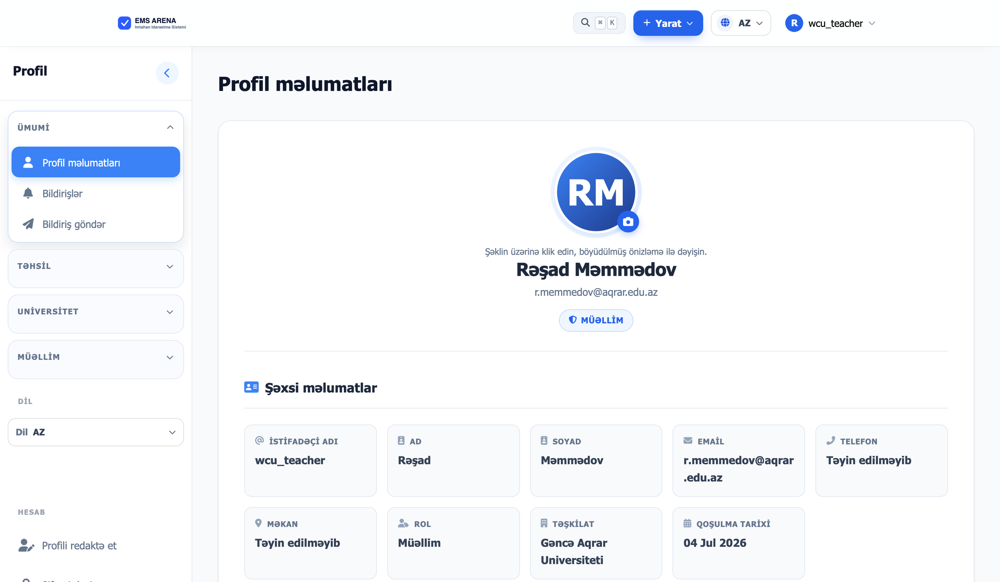 EMS ARENA
İmtahan İdarəetmə Sistemi
⌘ K
+ Yarat
AZ
R wcu_teacher
Profil
ÜMUMİ
Profil məlumatları
Bildirişlər
Bildiriş göndər
TƏHSİL
UNİVERSİTET
MÜƏLLİM
DİL
Dil AZ
HESAB
Profili redaktə et
Profil məlumatları
RM
Şəklin üzərinə klik edin, böyüdülmüş önizləmə ilə dəyişin.
Rəşad Məmmədov
r.memmedov@aqrar.edu.az
MÜƏLLİM
Şəxsi məlumatlar
İSTİFADƏÇİ ADI
wcu_teacher
AD
Rəşad
SOYAD
Məmmədov
EMAİL
r.memmedov@aqrar
.edu.az
TELEFON
Təyin edilməyib
MƏKAN
Təyin edilməyib
ROL
Müəllim
TƏŞKİLAT
Gəncə Aqrar
Universiteti
QOŞULMA TARİXİ
04 Jul 2026